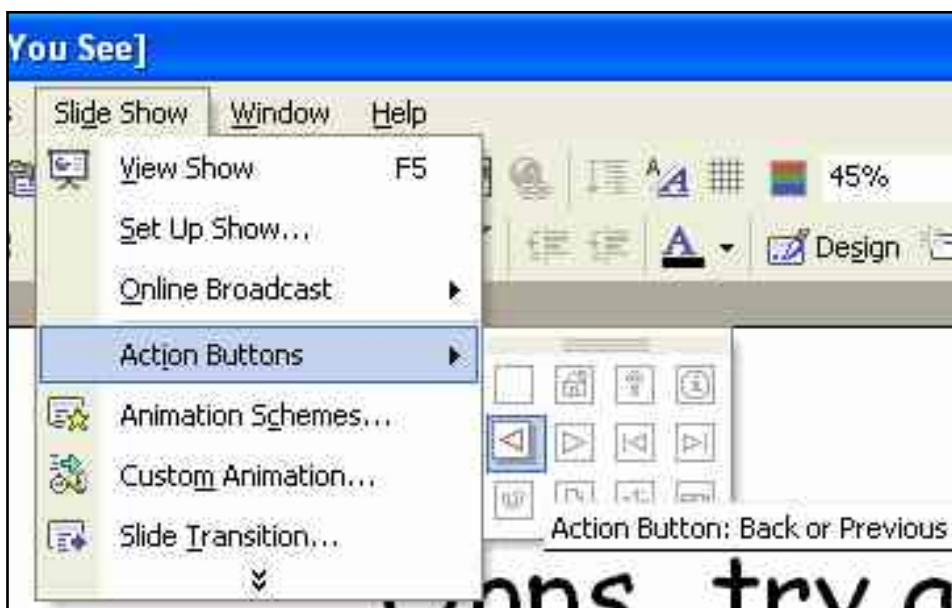 You See]
Slide Show Window Help
View Show F5
45%
Set Up Show...
A Design
Online Broadcast
Action Buttons
Animation Schemes...
Custom Animation...
Slide Transition...
Action Button: Back or Previous
try